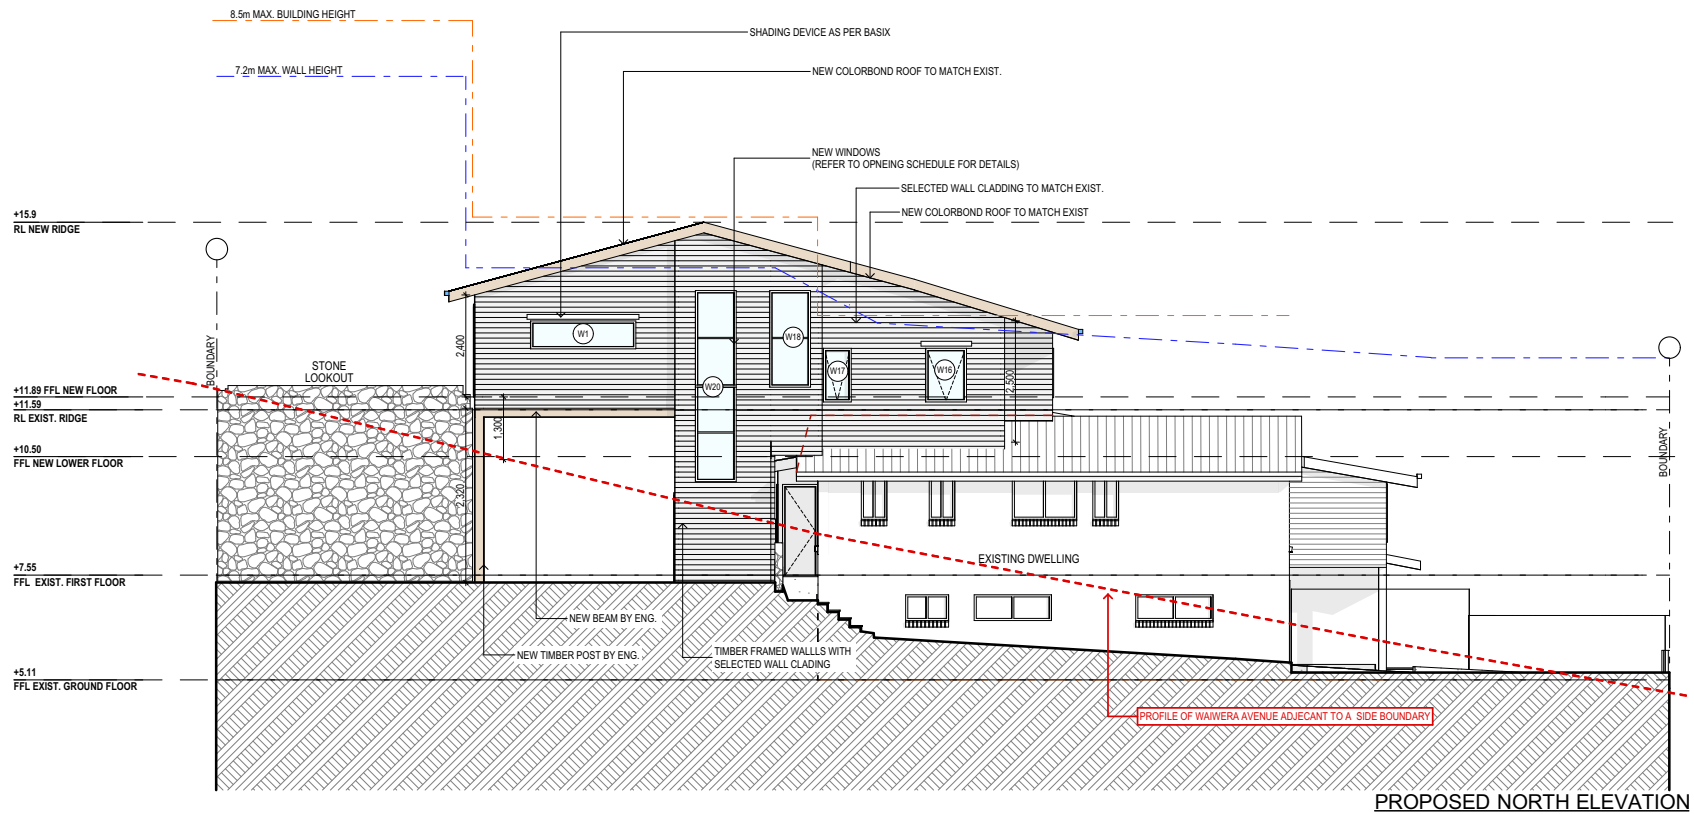 8.5m MAX. BUILDING HEIGHT
SHADING DEVICE AS PER BASIX
7.2m MAX. WALL HEIGHT
NEW COLORBOND ROOF TO MATCH EXIST.
NEW WINDOWS
(REFER TO OPNEING SCHEDULE FOR DETAILS)
SELECTED WALL CLADDING TO MATCH EXIST.
NEW COLORBOND ROOF TO MATCH EXIST
+15.9
RL NEW RIDGE
BOUNDARY
2,400
W1
W18
W20
W17
W16
2,500
STONE
LOOKOUT
+11.89 FFL NEW FLOOR
+11.59
RL EXIST. RIDGE
1,300
+10.50
FFL NEW LOWER FLOOR
BOUNDARY
2,320
EXISTING DWELLING
+7.55
FFL EXIST. FIRST FLOOR
NEW BEAM BY ENG.
NEW TIMBER POST BY ENG.
TIMBER FRAMED WALLLS WITH
SELECTED WALL CLADING
+5.11
FFL EXIST. GROUND FLOOR
PROFILE OF WAIWERA AVENUE ADJECANT TO A SIDE BOUNDARY
PROPOSED NORTH ELEVATION